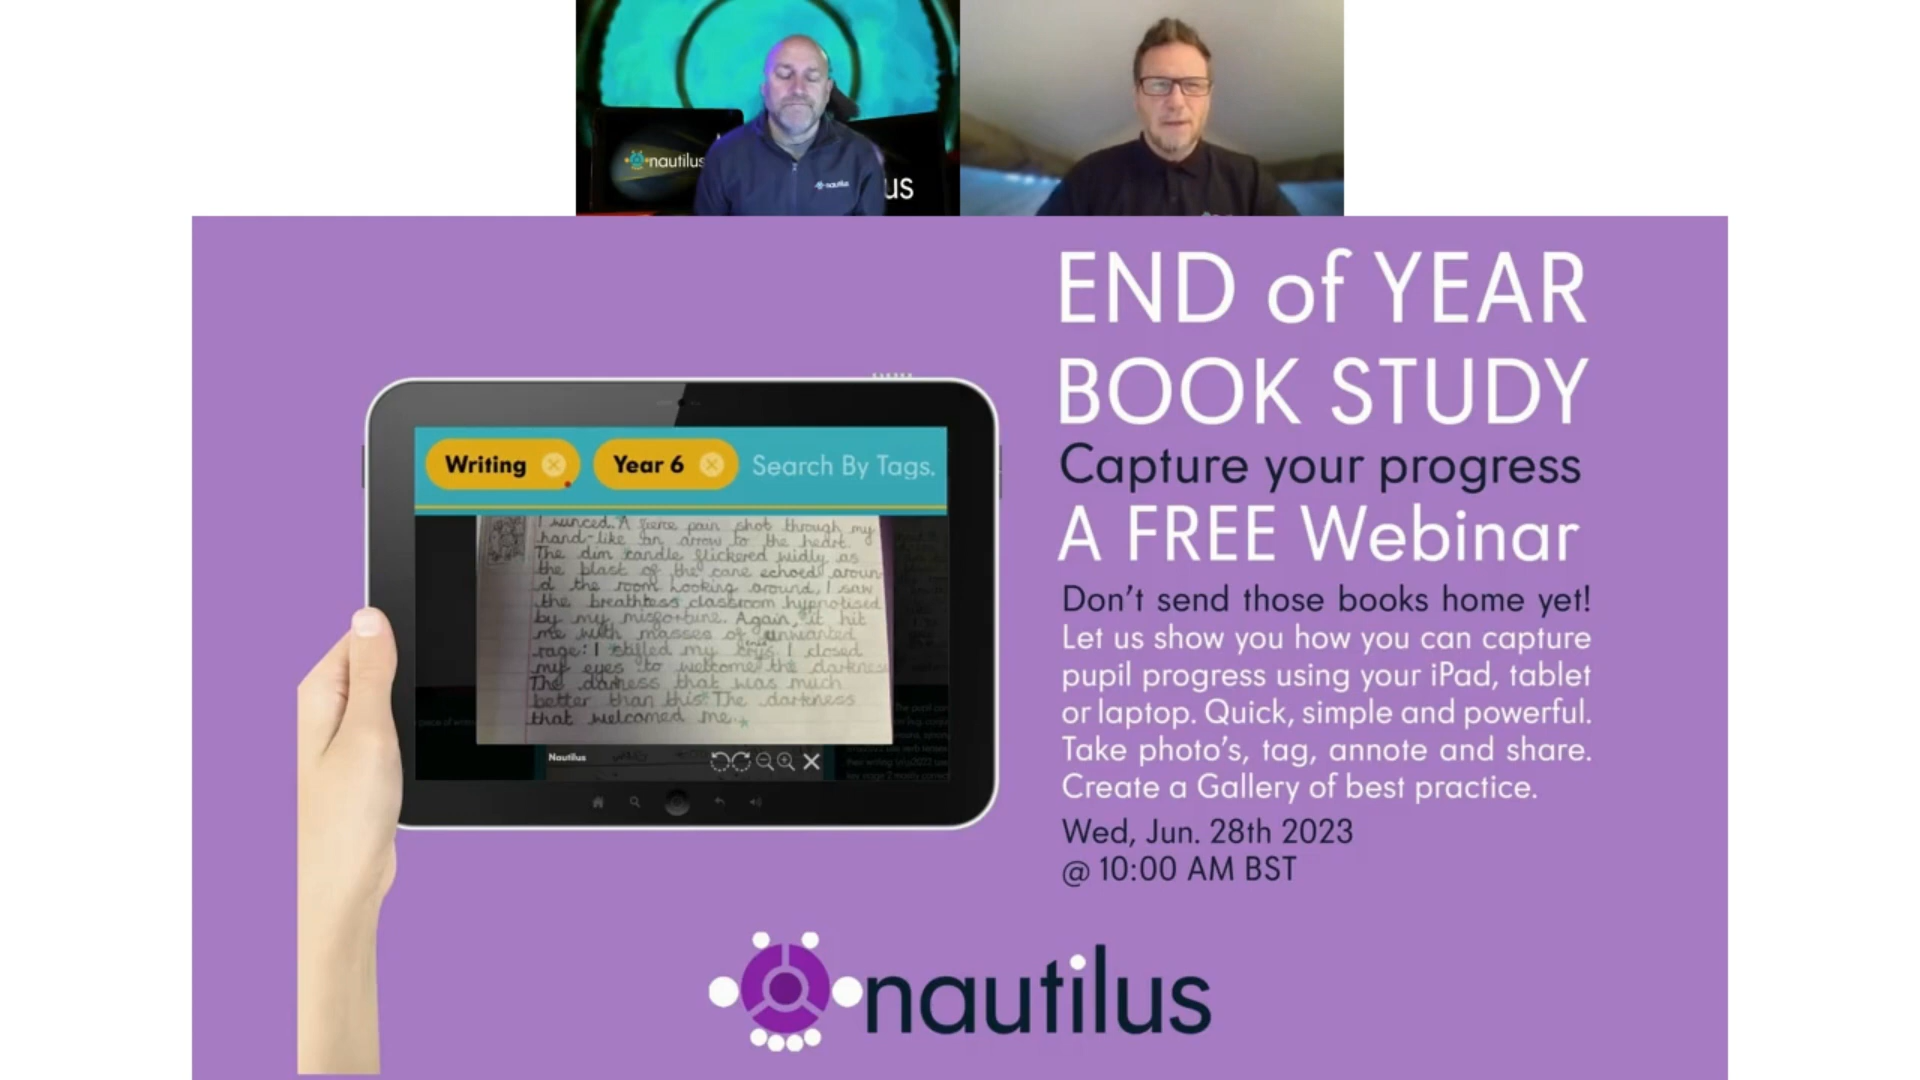 nautilus
nautilus
us
END of YEAR
BOOK STUDY
Capture your progress
A FREE Webinar
Don't send those books home yet!
Let us show you how you can capture
pupil progress using your iPad, tablet
or laptop. Quick, simple and powerful.
Take photo's, tag, annote and share.
Create a Gallery of best practice.
Wed, Jun. 28th 2023
@ 10:00 AM BST
Writing
Year 6
Search By Tags.
pain shot through my
hand-like an arrow to the heart.
The dim candle flickered wildly as
the blast of the cane echoed aroun
d the room. Looking around, I saw
the breathless classroom hypnotised
by my misfortune. Again, it hit
me with masses of unwanted
rage: I stifled my crys. I closed
my eyes to welcome the darkness
The darness that was much
better than this. The darkness
that welcomed me.
Nautilus
nautilus